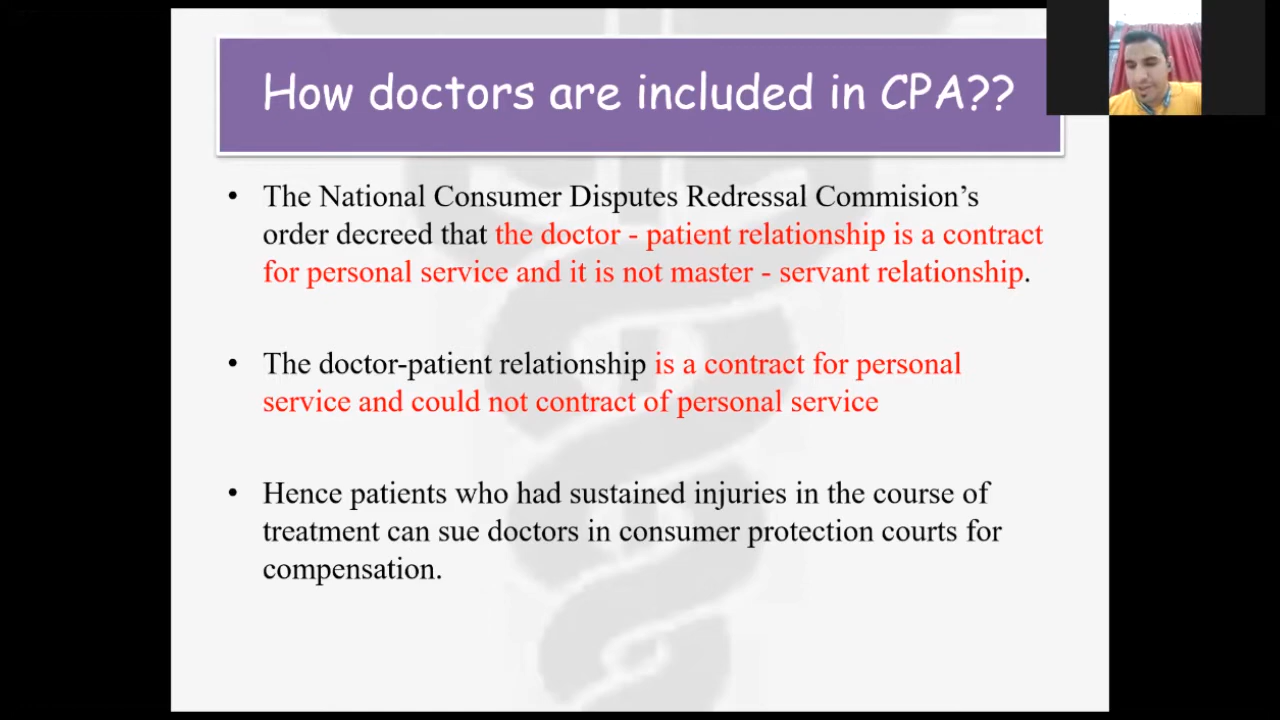 How doctors are included in CPA??
• The National Consumer Disputes Redressal Commision’s
order decreed that the doctor - patient relationship is a contract
for personal service and it is not master - servant relationship.
• The doctor-patient relationship is a contract for personal
service and could not contract of personal service
• Hence patients who had sustained injuries in the course of
treatment can sue doctors in consumer protection courts for
compensation.